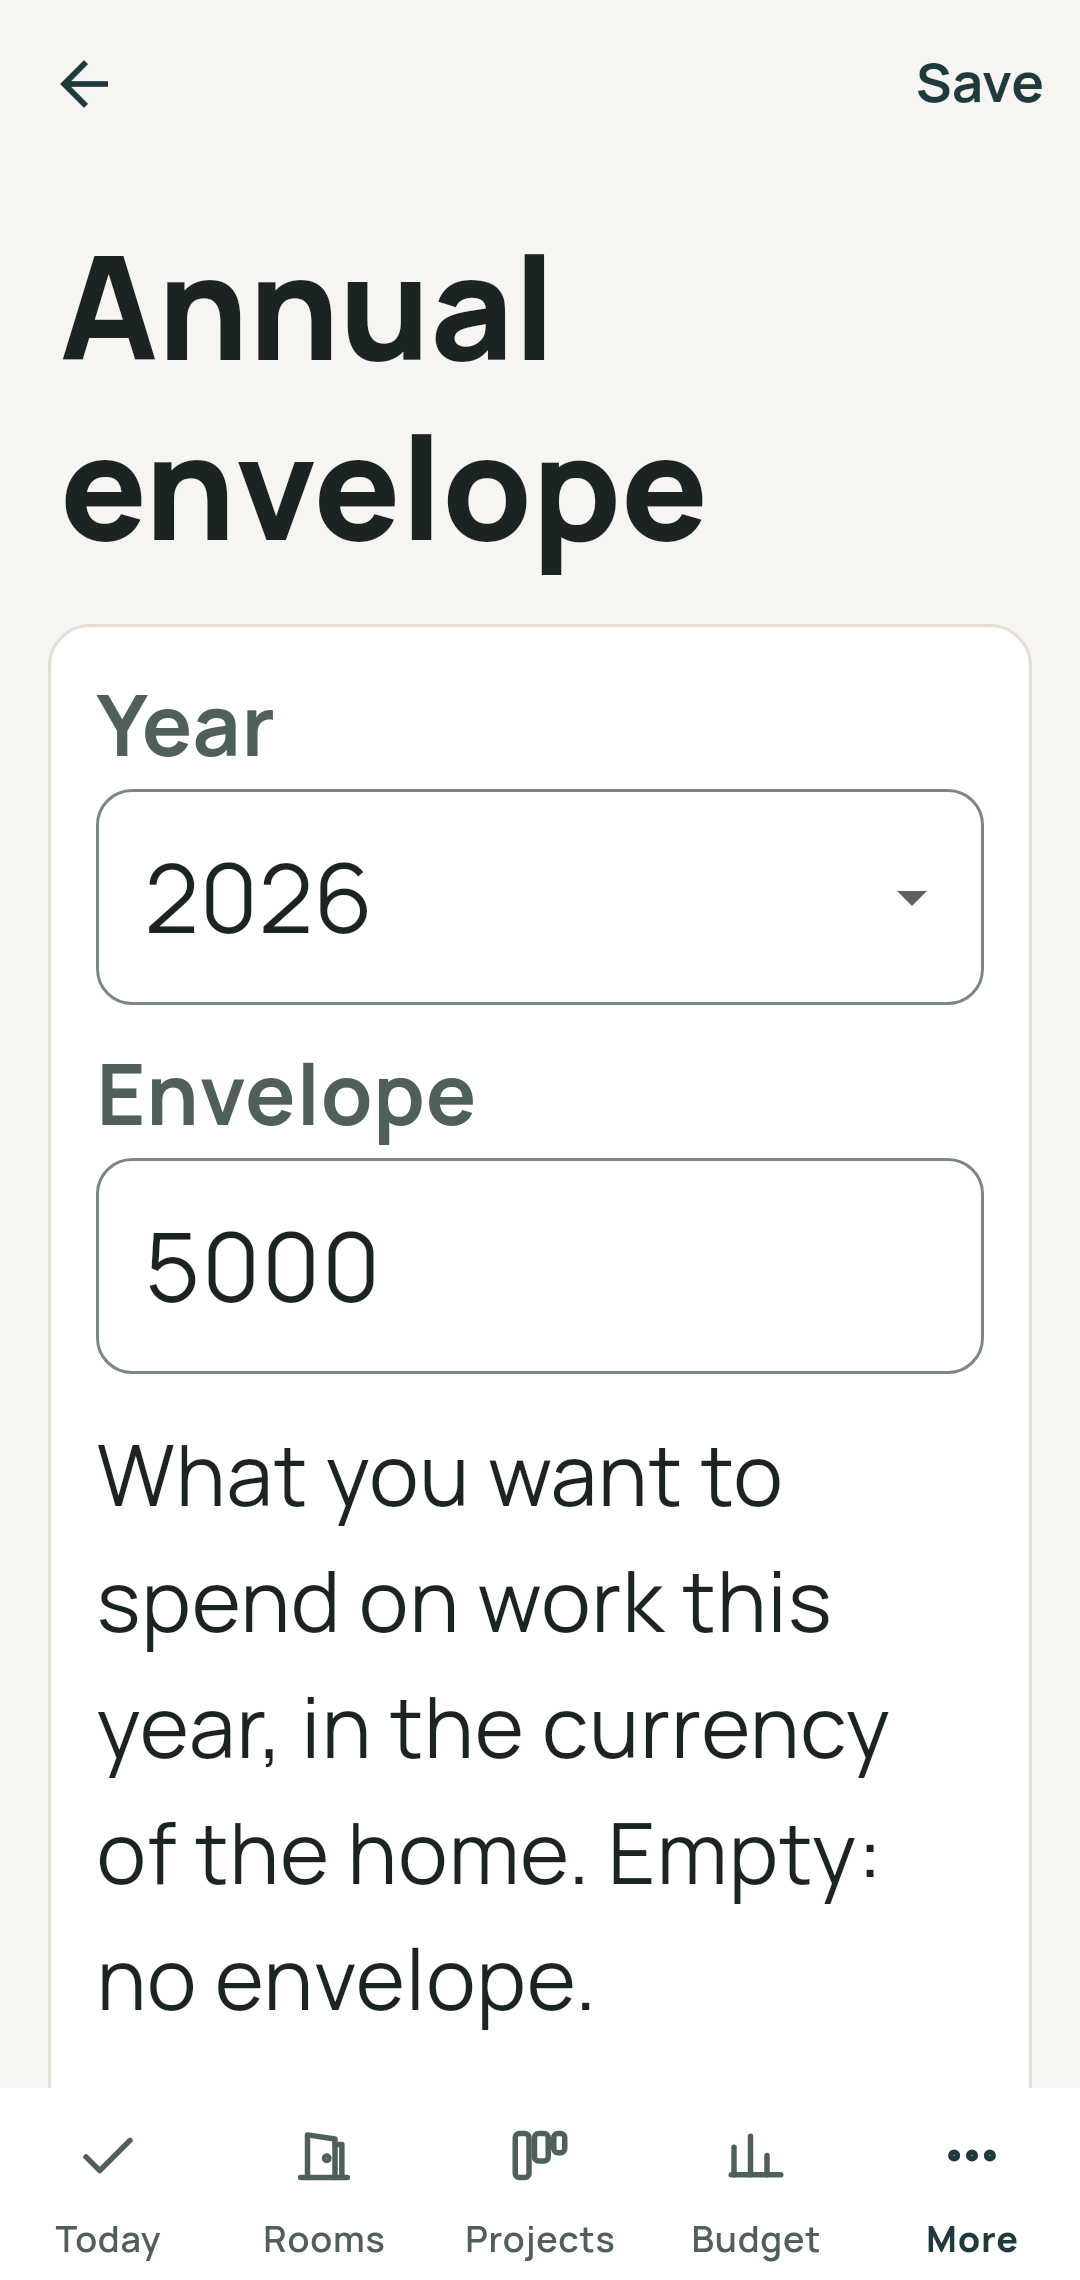 Save
Annual
envelope
Year
2026
Envelope
5000
What you want to
spend on work this
year, in the currency
of the home. Empty:
no envelope.
Today
Rooms
Projects
Budget
More